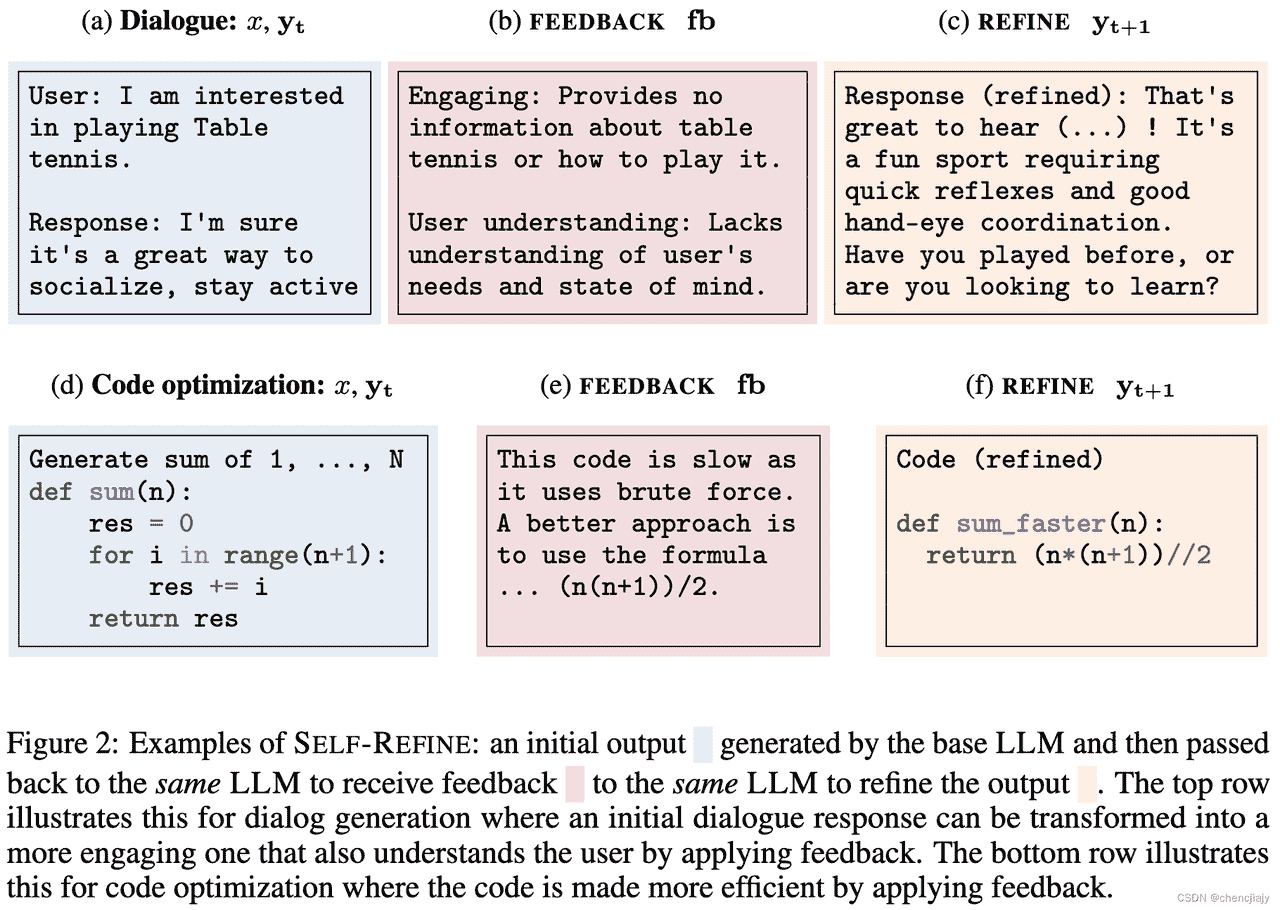 (a) Dialogue: x, yt
(b) FEEDBACK fb
(c) REFINE yt+1
User: I am interested
in playing Table
tennis.
Response: I'm sure
it's a great way to
socialize, stay active
Engaging: Provides no
information about table
tennis or how to play it.
User understanding: Lacks
understanding of user's
needs and state of mind.
Response (refined): That's
great to hear (...) ! It's
a fun sport requiring
quick reflexes and good
hand-eye coordination.
Have you played before, or
are you looking to learn?
(d) Code optimization: x, yt
(e) FEEDBACK fb
(f) REFINE yt+1
Generate sum of 1, ..., N
def sum(n):
    res = 0
    for i in range(n+1):
        res += i
    return res
This code is slow as
it uses brute force.
A better approach is
to use the formula
... (n(n+1))/2.
Code (refined)
def sum_faster(n):
  return (n*(n+1))//2
Figure 2: Examples of SELF-REFINE: an initial output generated by the base LLM and then passed
back to the same LLM to receive feedback to the same LLM to refine the output . The top row
illustrates this for dialog generation where an initial dialogue response can be transformed into a
more engaging one that also understands the user by applying feedback. The bottom row illustrates
this for code optimization where the code is made more efficient by applying feedback.
CSDN @chencjiajy